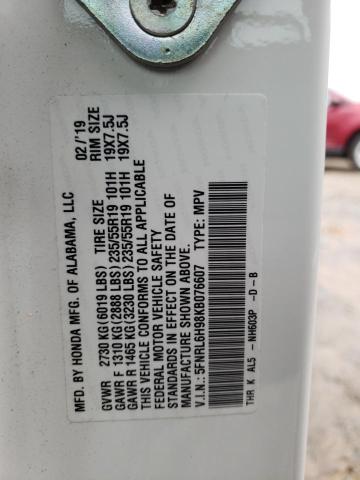 MFD. BY HONDA MFG. OF ALABAMA, LLC 02/'19
GVWR 2730 KG (6019 LBS) TIRE SIZE RIM SIZE
GAWR F 1310 KG (2888 LBS) 235/55R19 101H 19X7.5J
GAWR R 1465 KG (3230 LBS) 235/55R19 101H 19X7.5J
THIS VEHICLE CONFORMS TO ALL APPLICABLE
FEDERAL MOTOR VEHICLE SAFETY
STANDARDS IN EFFECT ON THE DATE OF
MANUFACTURE SHOWN ABOVE.
V.I.N.: 5FNRL6H98KB076607 TYPE: MPV
THR K AL5 - NH603P -D-B